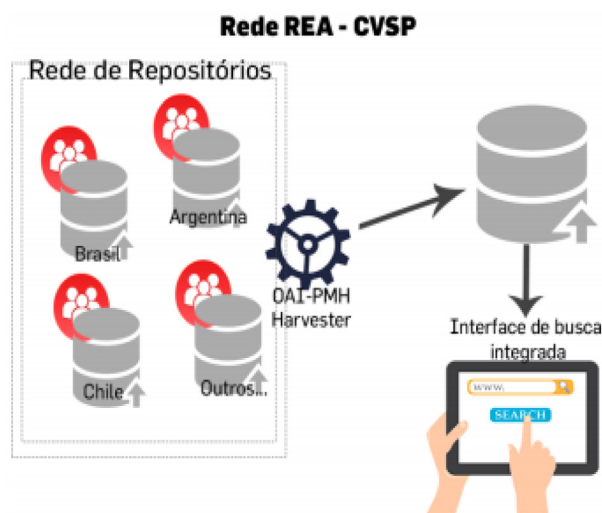 Rede REA - CVSP
Rede de Repositórios
Argentina
Brasil
OAI-PMH
Harvester
Chile
Outros...
Interface de busca
integrada
WWW.
SEARCH